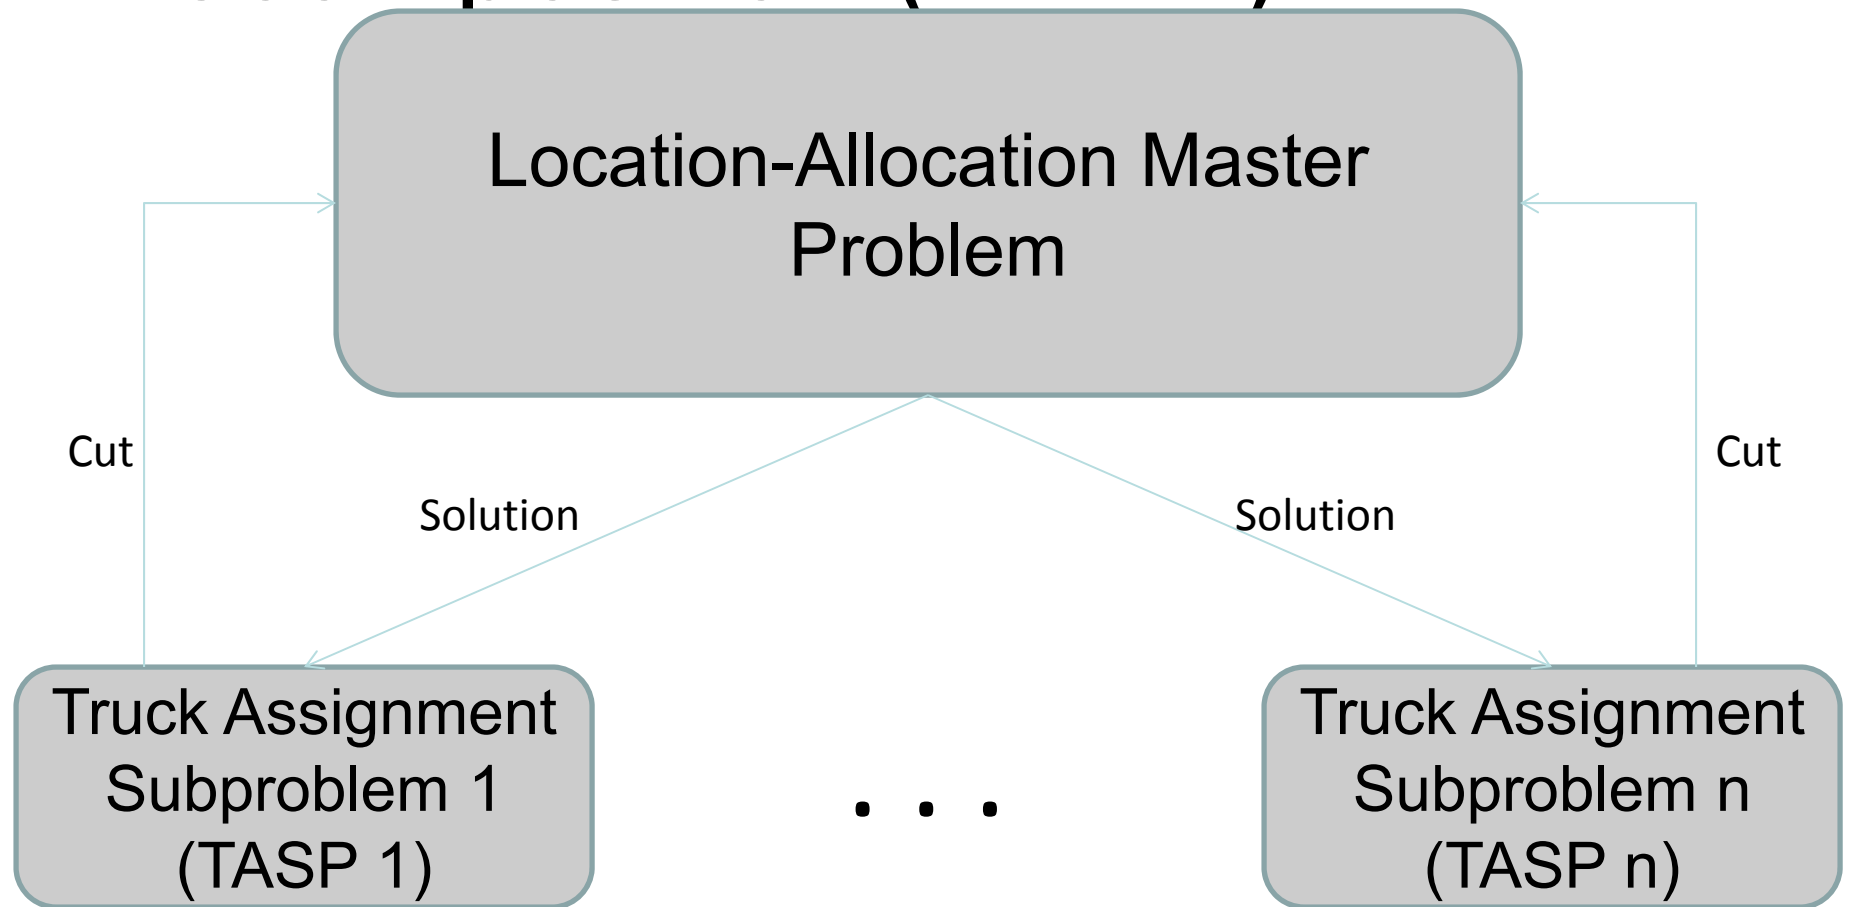 Location-Allocation Master
Problem
Cut
Cut
Solution
Solution
Truck Assignment
Subproblem 1
(TASP 1)
. . .
Truck Assignment
Subproblem n
(TASP n)